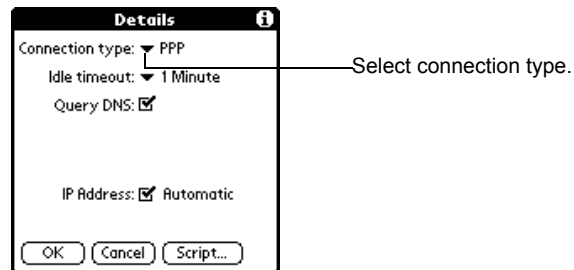 Details
Connection type: PPP
Select connection type.
Idle timeout: 1 Minute
Query DNS:
IP Address: Automatic
OK Cancel Script...